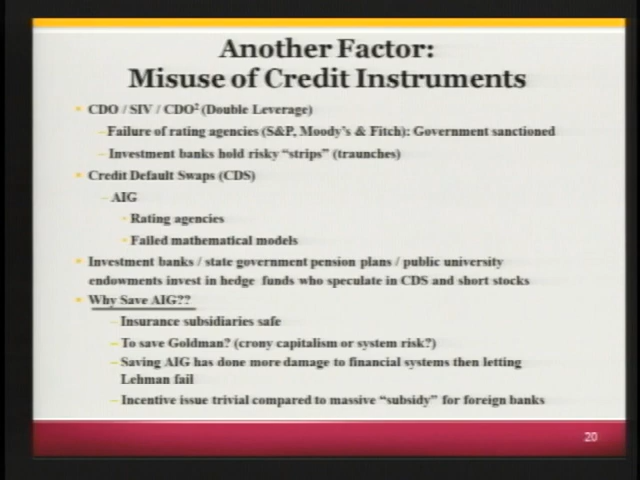 Another Factor:
Misuse of Credit Instruments
CDO / SIV / CDO² (Double Leverage)
Failure of rating agencies (S&P, Moody's & Fitch): Government sanctioned
Investment banks hold risky "strips" (traunches)
Credit Default Swaps (CDS)
AIG
Rating agencies
Failed mathematical models
Investment banks / state government pension plans / public university
endowments invest in hedge funds who speculate in CDS and short stocks
Why Save AIG??
Insurance subsidiaries safe
To save Goldman? (crony capitalism or system risk?)
Saving AIG has done more damage to financial systems then letting
Lehman fail
Incentive issue trivial compared to massive "subsidy" for foreign banks
20